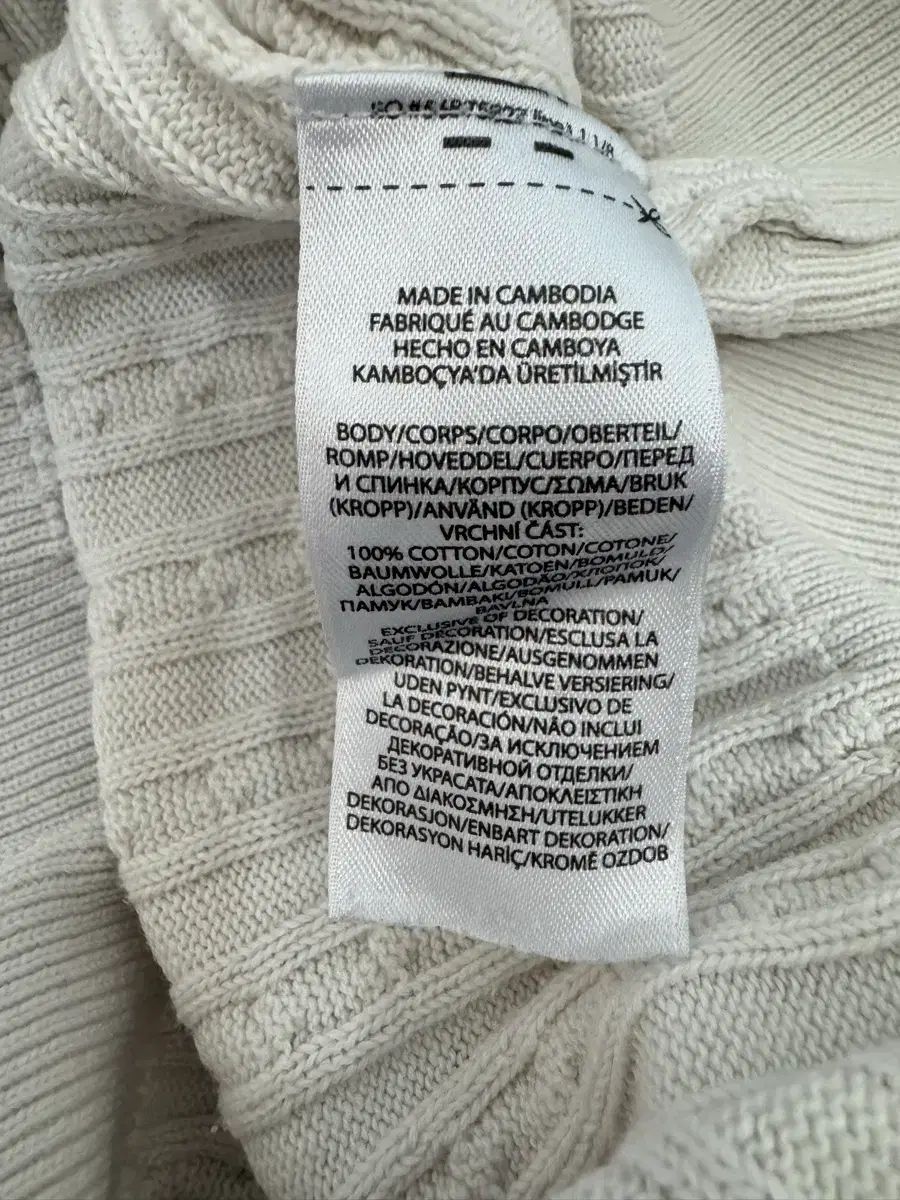 MADE IN CAMBODIA
FABRIQUÉ AU CAMBODGE
HECHO EN CAMBOYA
KAMBOÇYA'DA ÜRETİLMİŞTİR
BODY/CORPS/CORPO/OBERTEIL/
ROMP/HOVEDDEL/CUERPO/ПЕРЕД
И СПИНКА/КОРПУС/ΣΩΜΑ/BRUK
(KROPP)/ANVÄND (KROPP)/BEDEN/
VRCHNÍ ČÁST:
100% COTTON/COTON/COTONE/
BAUMWOLLE/KATOEN/BOMULD/
ALGODÓN/ALGODÃO/ХЛОПОК/
ПАМУК/ΒΑΜΒΑΚΙ/BOMULL/PAMUK/
BAVLNA
EXCLUSIVE OF DECORATION/
SAUF DÉCORATION/ESCLUSA LA
DECORAZIONE/AUSGENOMMEN
DEKORATION/BEHALVE VERSIERING/
UDEN PYNT/EXCLUSIVO DE
LA DECORACIÓN/NÃO INCLUI
DECORAÇÃO/ЗА ИСКЛЮЧЕНИЕМ
ДЕКОРАТИВНОЙ ОТДЕЛКИ/
БЕЗ УКРАСАТА/ΑΠΟΚΛΕΙΣΤΙΚΗ
ΑΠΟ ΔΙΑΚΟΣΜΗΣΗ/UTELUKKER
DEKORASJON/ENBART DEKORATION/
DEKORASYON HARİÇ/KROMĚ OZDOB